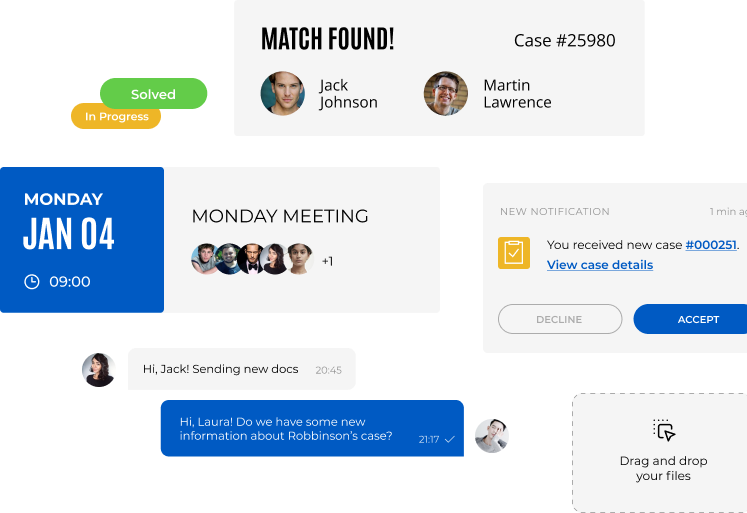 MATCH FOUND!
Case #25980
Jack
Johnson
Martin
Lawrence
Solved
In Progress
MONDAY
JAN 04
09:00
MONDAY MEETING
+1
NEW NOTIFICATION
1 min ag
You received new case #000251.
View case details
DECLINE
ACCEPT
Hi, Jack! Sending new docs
20:45
Hi, Laura! Do we have some new
information about Robbinson's case?
21:17
Drag and drop
your files